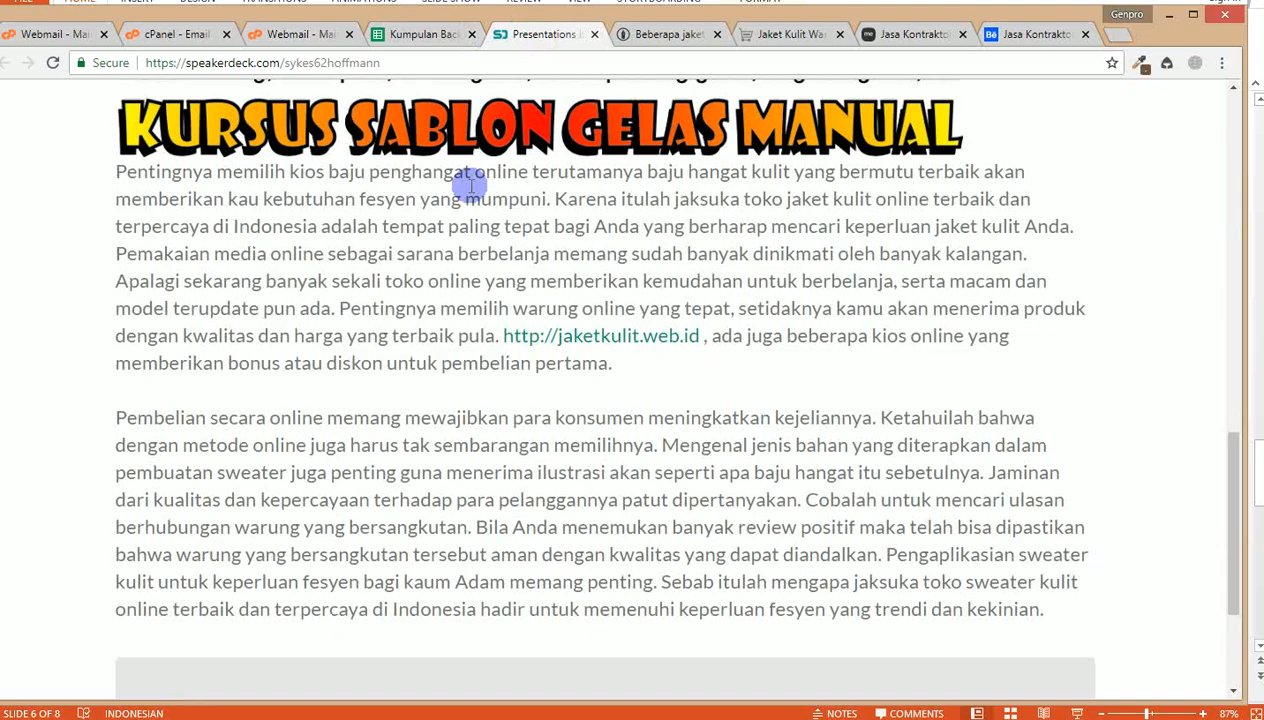 FILE HOME INSERT DESIGN TRANSITIONS ANIMATIONS SLIDE SHOW REVIEW VIEW STORYBOARDING
Genpro
Webmail - Mai cPanel - Email Webmail - Mai Kumpulan Bac Presentations Beberapa jaket Jaket Kulit Wa Jasa Kontrakto Jasa Kontrakto
Secure https://speakerdeck.com/sykes62hoffmann
KURSUS SABLON GELAS MANUAL
Pentingnya memilih kios baju penghangat online terutamanya baju hangat kulit yang bermutu terbaik akan
memberikan kau kebutuhan fesyen yang mumpuni. Karena itulah jaksuka toko jaket kulit online terbaik dan
terpercaya di Indonesia adalah tempat paling tepat bagi Anda yang berharap mencari keperluan jaket kulit Anda.
Pemakaian media online sebagai sarana berbelanja memang sudah banyak dinikmati oleh banyak kalangan.
Apalagi sekarang banyak sekali toko online yang memberikan kemudahan untuk berbelanja, serta macam dan
model terupdate pun ada. Pentingnya memilih warung online yang tepat, setidaknya kamu akan menerima produk
dengan kwalitas dan harga yang terbaik pula. http://jaketkulit.web.id , ada juga beberapa kios online yang
memberikan bonus atau diskon untuk pembelian pertama.
Pembelian secara online memang mewajibkan para konsumen meningkatkan kejeliannya. Ketahuilah bahwa
dengan metode online juga harus tak sembarangan memilihnya. Mengenal jenis bahan yang diterapkan dalam
pembuatan sweater juga penting guna menerima ilustrasi akan seperti apa baju hangat itu sebetulnya. Jaminan
dari kualitas dan kepercayaan terhadap para pelanggannya patut dipertanyakan. Cobalah untuk mencari ulasan
berhubungan warung yang bersangkutan. Bila Anda menemukan banyak review positif maka telah bisa dipastikan
bahwa warung yang bersangkutan tersebut aman dengan kwalitas yang dapat diandalkan. Pengaplikasian sweater
kulit untuk keperluan fesyen bagi kaum Adam memang penting. Sebab itulah mengapa jaksuka toko sweater kulit
online terbaik dan terpercaya di Indonesia hadir untuk memenuhi keperluan fesyen yang trendi dan kekinian.
SLIDE 6 OF 8 INDONESIAN NOTES COMMENTS 87%